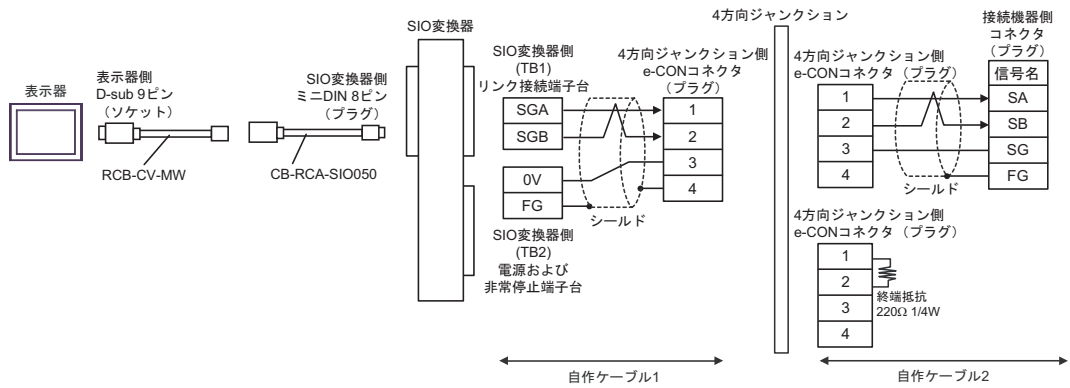 4方向ジャンクション
接続機器側
コネクタ
（プラグ）
SIO変換器
SIO変換器側
(TB1)
リンク接続端子台
4方向ジャンクション側
e-CONコネクタ
（プラグ）
4方向ジャンクション側
e-CONコネクタ（プラグ）
表示器
表示器側
D-sub 9ピン
（ソケット）
SIO変換器側
ミニDIN 8ピン
（プラグ）
RCB-CV-MW
CB-RCA-SIO050
SGA
SGB
0V
FG
1
2
3
4
シールド
SIO変換器側
(TB2)
電源および
非常停止端子台
1
2
3
4
シールド
信号名
SA
SB
SG
FG
4方向ジャンクション側
e-CONコネクタ（プラグ）
1
2
3
4
終端抵抗
220Ω 1/4W
自作ケーブル1
自作ケーブル2